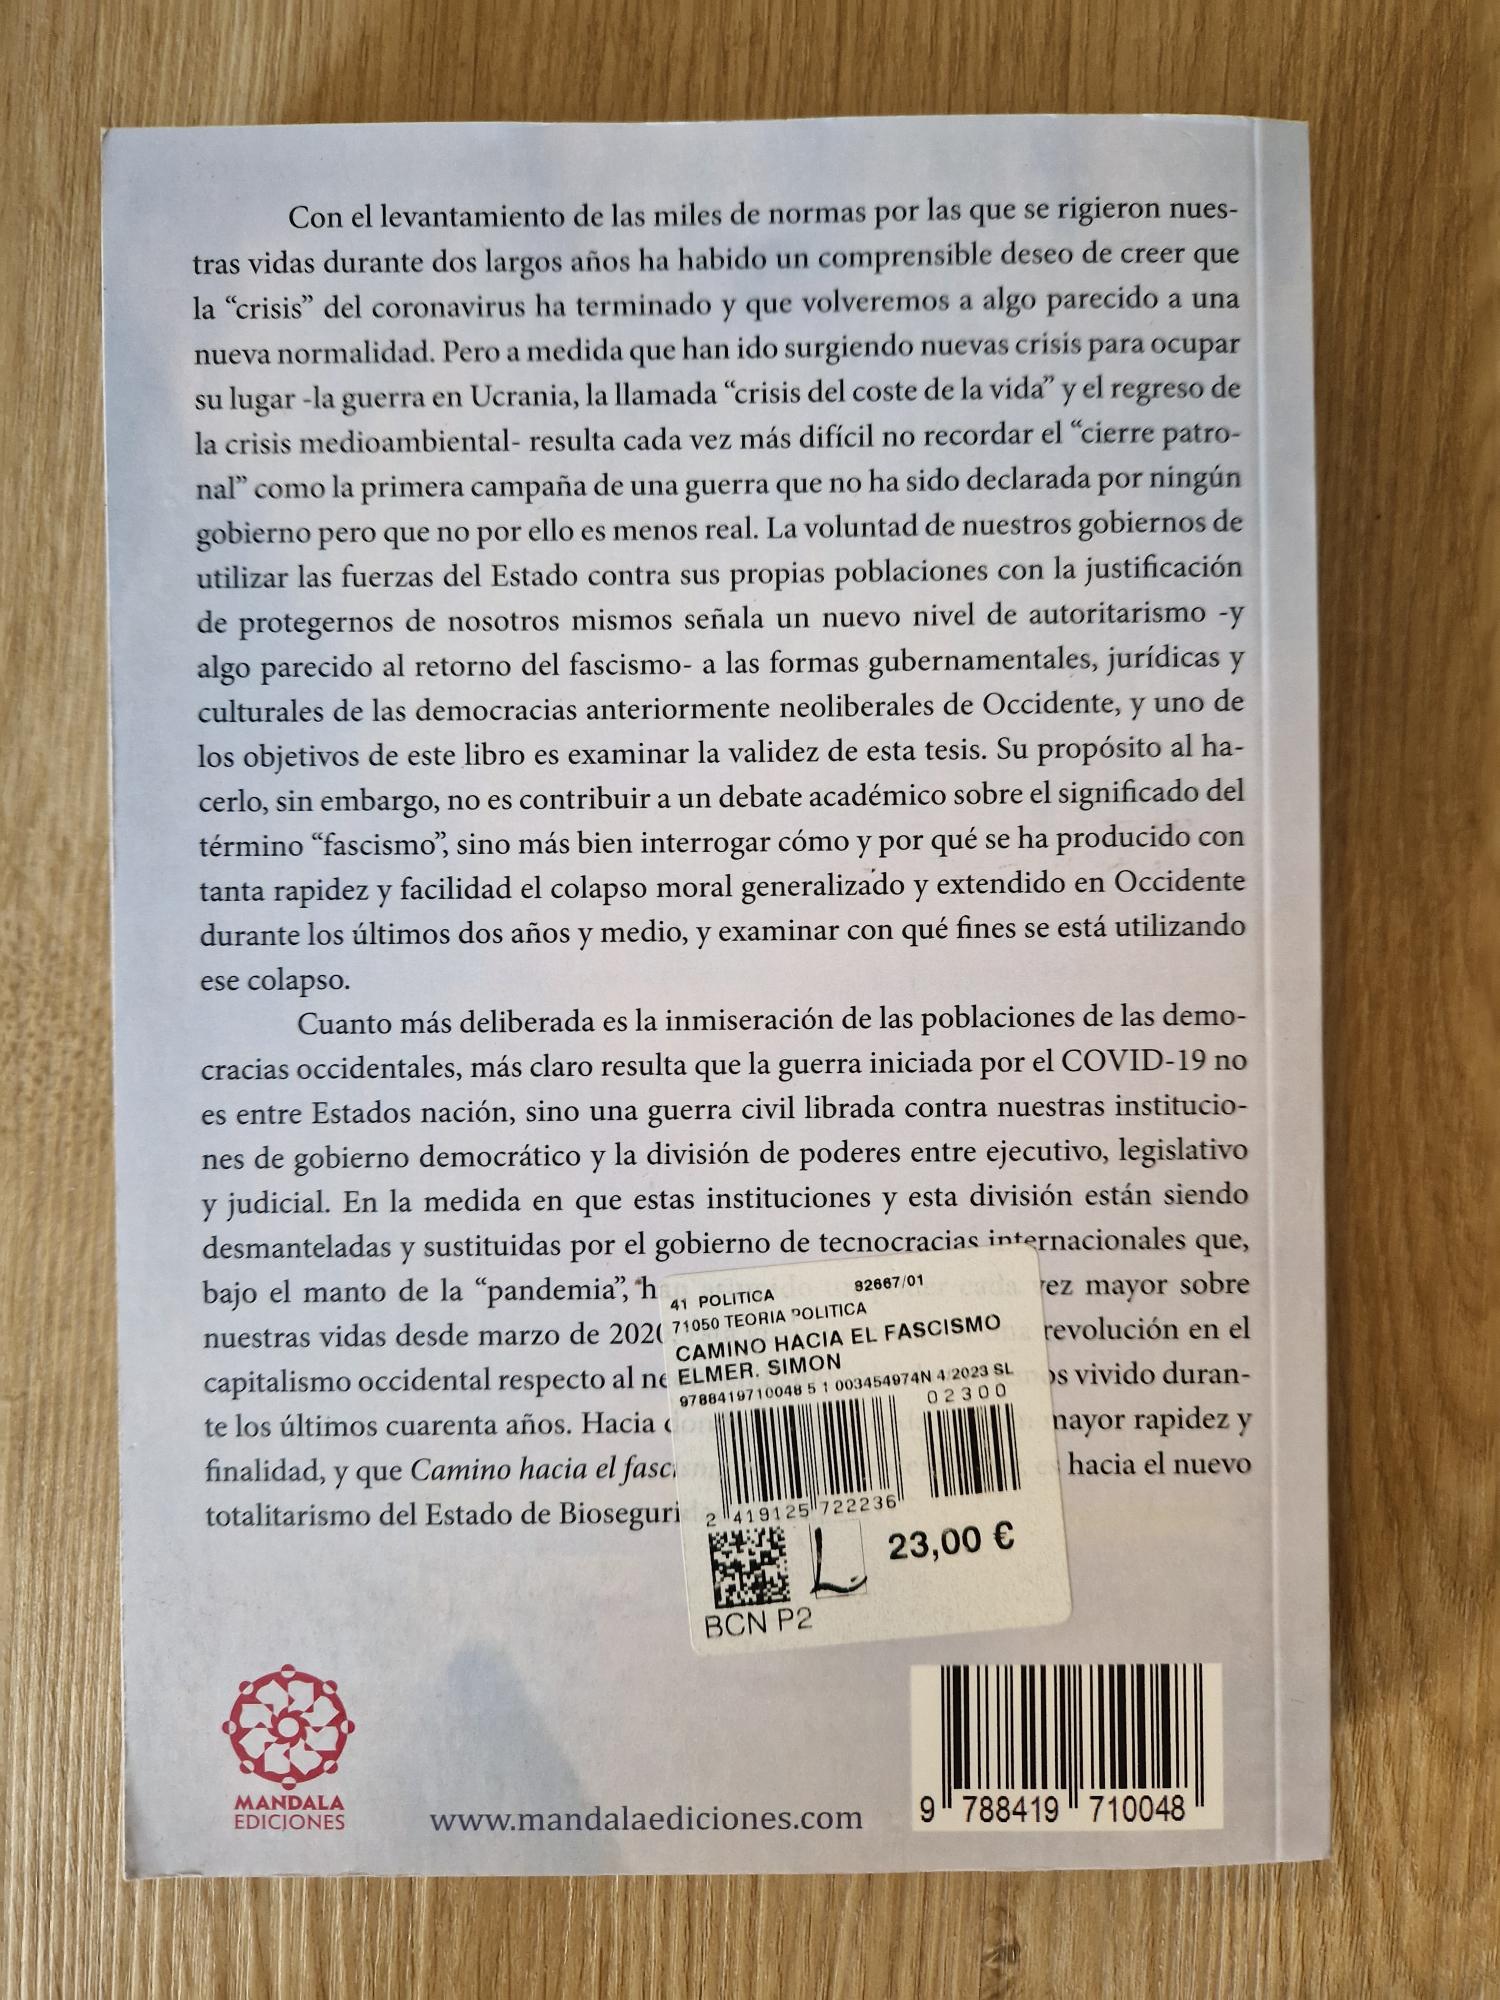 Con el levantamiento de las miles de normas por las que se rigieron nues-
tras vidas durante dos largos años ha habido un comprensible deseo de creer que
la “crisis” del coronavirus ha terminado y que volveremos a algo parecido a una
nueva normalidad. Pero a medida que han ido surgiendo nuevas crisis para ocupar
su lugar -la guerra en Ucrania, la llamada “crisis del coste de la vida” y el regreso de
la crisis medioambiental- resulta cada vez más difícil no recordar el “cierre patro-
nal” como la primera campaña de una guerra que no ha sido declarada por ningún
gobierno pero que no por ello es menos real. La voluntad de nuestros gobiernos de
utilizar las fuerzas del Estado contra sus propias poblaciones con la justificación
de protegernos de nosotros mismos señala un nuevo nivel de autoritarismo -y
algo parecido al retorno del fascismo- a las formas gubernamentales, jurídicas y
culturales de las democracias anteriormente neoliberales de Occidente, y uno de
los objetivos de este libro es examinar la validez de esta tesis. Su propósito al ha-
cerlo, sin embargo, no es contribuir a un debate académico sobre el significado del
término “fascismo”, sino más bien interrogar cómo y por qué se ha producido con
tanta rapidez y facilidad el colapso moral generalizado y extendido en Occidente
durante los últimos dos años y medio, y examinar con qué fines se está utilizando
ese colapso.
Cuanto más deliberada es la inmiseración de las poblaciones de las demo-
cracias occidentales, más claro resulta que la guerra iniciada por el COVID-19 no
es entre Estados nación, sino una guerra civil librada contra nuestras institucio-
nes de gobierno democrático y la división de poderes entre ejecutivo, legislativo
y judicial. En la medida en que estas instituciones y esta división están siendo
desmanteladas y sustituidas por el gobierno de tecnocracias internacionales que,
bajo el manto de la “pandemia”, vez mayor sobre
nuestras vidas desde marzo de 2020 revolución en el
capitalismo occidental respecto al vivido duran-
te los últimos cuarenta años. Hacia mayor rapidez y
finalidad, y que Camino hacia el hacia el nuevo
totalitarismo del Estado de
41 POLITICA 82667/01
71050 TEORIA POLITICA
CAMINO HACIA EL FASCISMO
ELMER. SIMON
9788419710048 5 1 003454974N 4/2023 SL
02300
2 419125 722236
23,00 €
BCN P2
MANDALA
EDICIONES
www.mandalaediciones.com
9 788419 710048